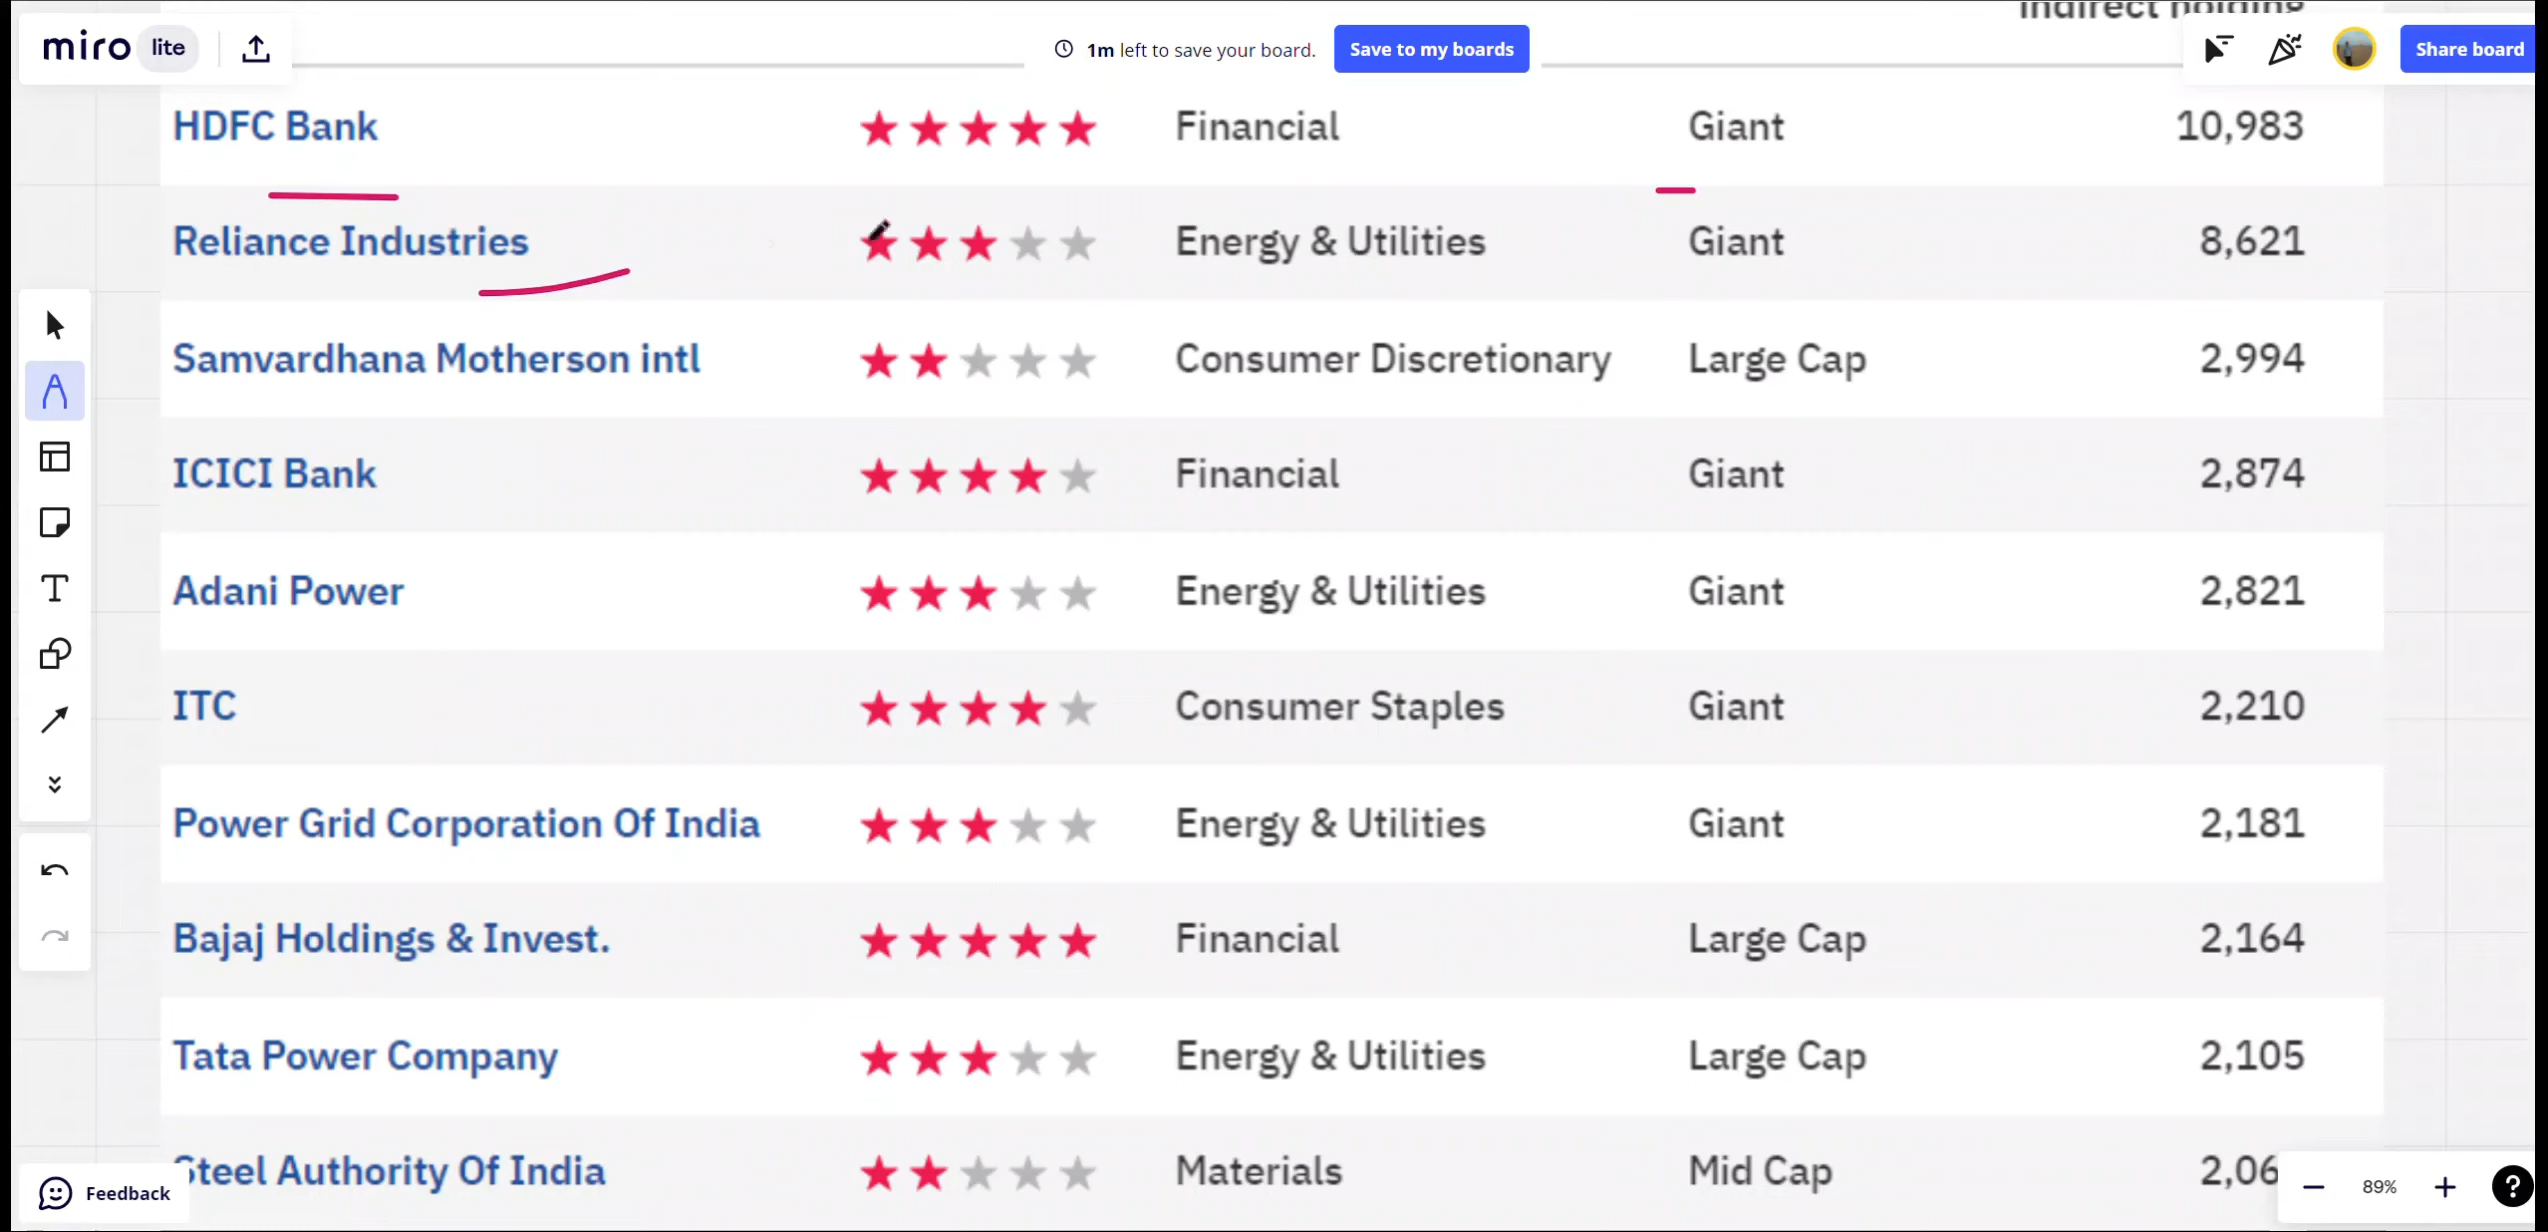 Indirect holding
miro lite
1m left to save your board. Save to my boards
Share board
HDFC Bank Financial Giant 10,983
Reliance Industries Energy & Utilities Giant 8,621
Samvardhana Motherson intl Consumer Discretionary Large Cap 2,994
ICICI Bank Financial Giant 2,874
Adani Power Energy & Utilities Giant 2,821
ITC Consumer Staples Giant 2,210
Power Grid Corporation Of India Energy & Utilities Giant 2,181
Bajaj Holdings & Invest. Financial Large Cap 2,164
Tata Power Company Energy & Utilities Large Cap 2,105
Steel Authority Of India Materials Mid Cap 2,06
Feedback
89%